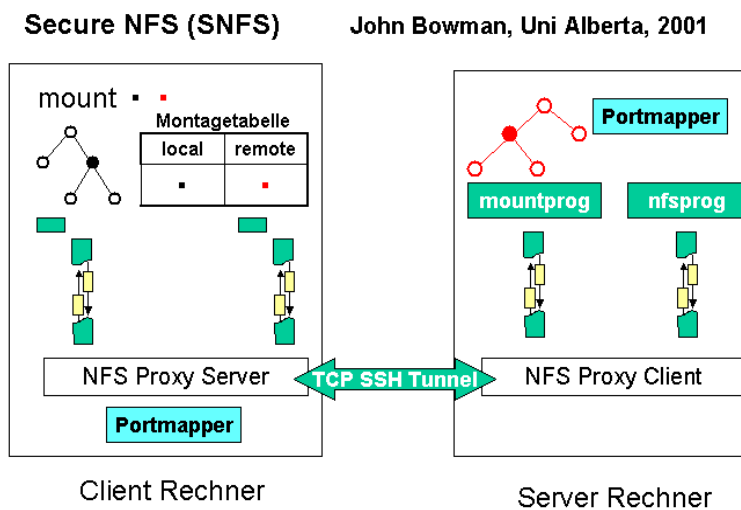 Secure NFS (SNFS)
John Bowman, Uni Alberta, 2001
mount
Montagetabelle
local remote
Portmapper
mountprog
nfsprog
NFS Proxy Server
TCP SSH Tunnel
NFS Proxy Client
Portmapper
Client Rechner
Server Rechner